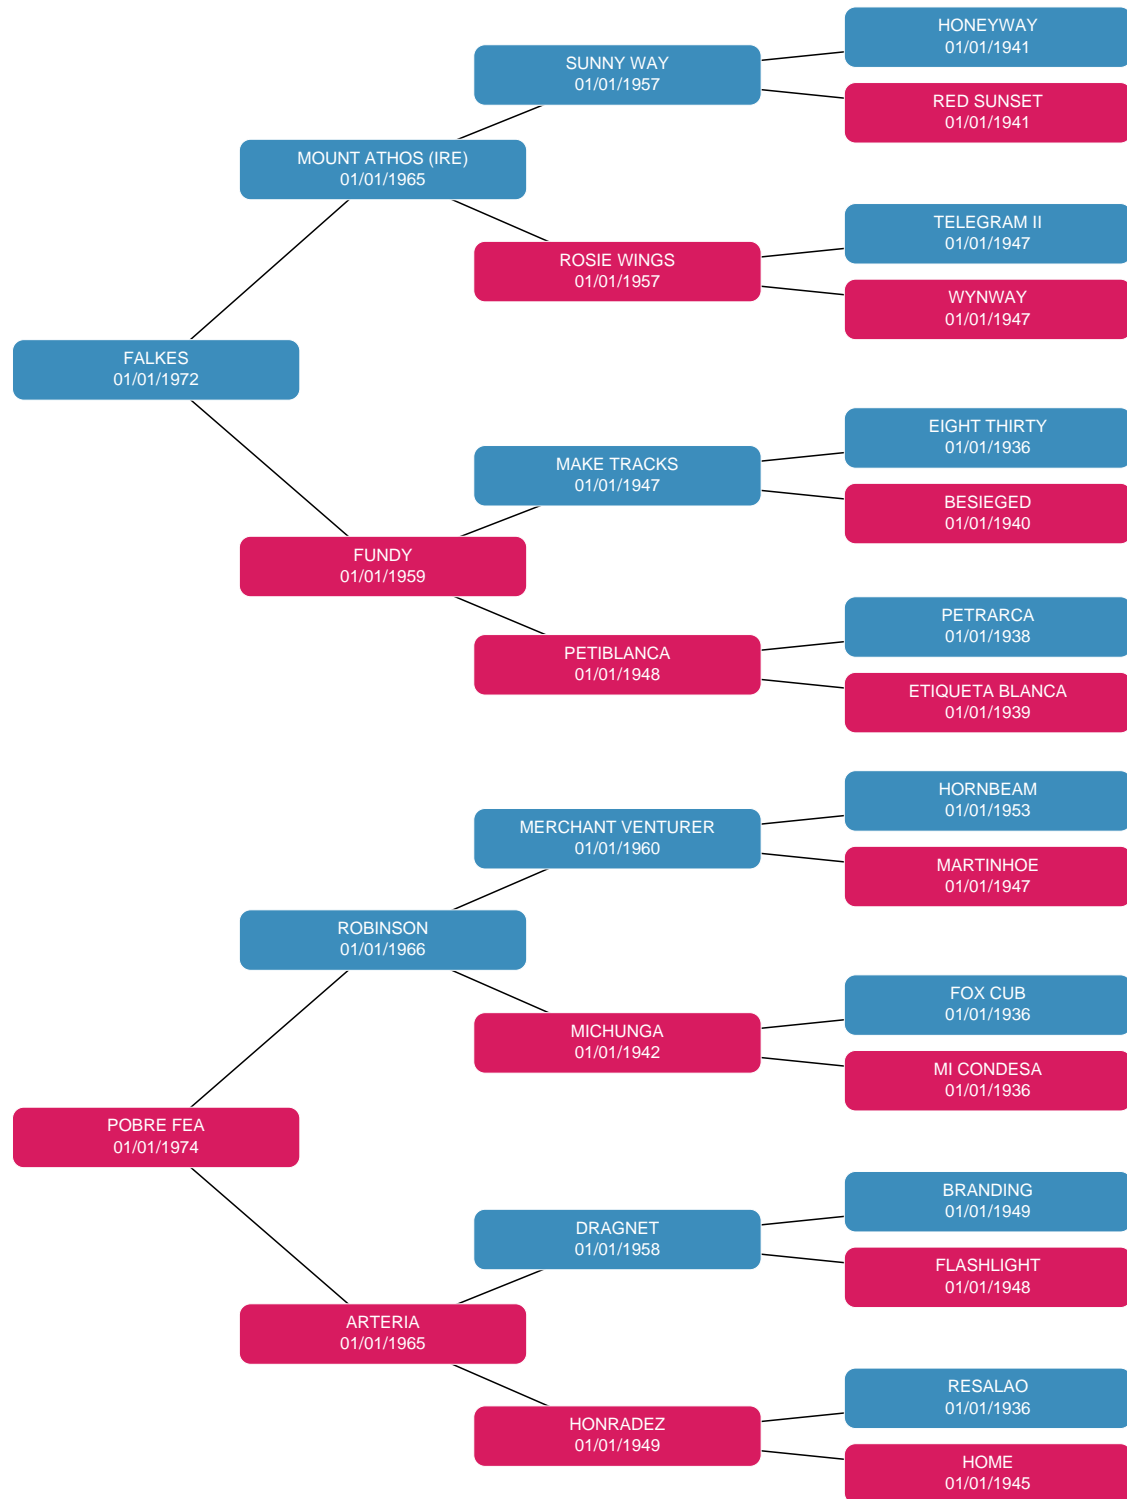 HONEYWAY
01/01/1941
SUNNY WAY
01/01/1957
RED SUNSET
01/01/1941
MOUNT ATHOS (IRE)
01/01/1965
TELEGRAM II
01/01/1947
ROSIE WINGS
01/01/1957
WYNWAY
01/01/1947
FALKES
01/01/1972
EIGHT THIRTY
01/01/1936
MAKE TRACKS
01/01/1947
BESIEGED
01/01/1940
FUNDY
01/01/1959
PETRARCA
01/01/1938
PETIBLANCA
01/01/1948
ETIQUETA BLANCA
01/01/1939
HORNBEAM
01/01/1953
MERCHANT VENTURER
01/01/1960
MARTINHOE
01/01/1947
ROBINSON
01/01/1966
FOX CUB
01/01/1936
MICHUNGA
01/01/1942
MI CONDESA
01/01/1936
POBRE FEA
01/01/1974
BRANDING
01/01/1949
DRAGNET
01/01/1958
FLASHLIGHT
01/01/1948
ARTERIA
01/01/1965
RESALAO
01/01/1936
HONRADEZ
01/01/1949
HOME
01/01/1945